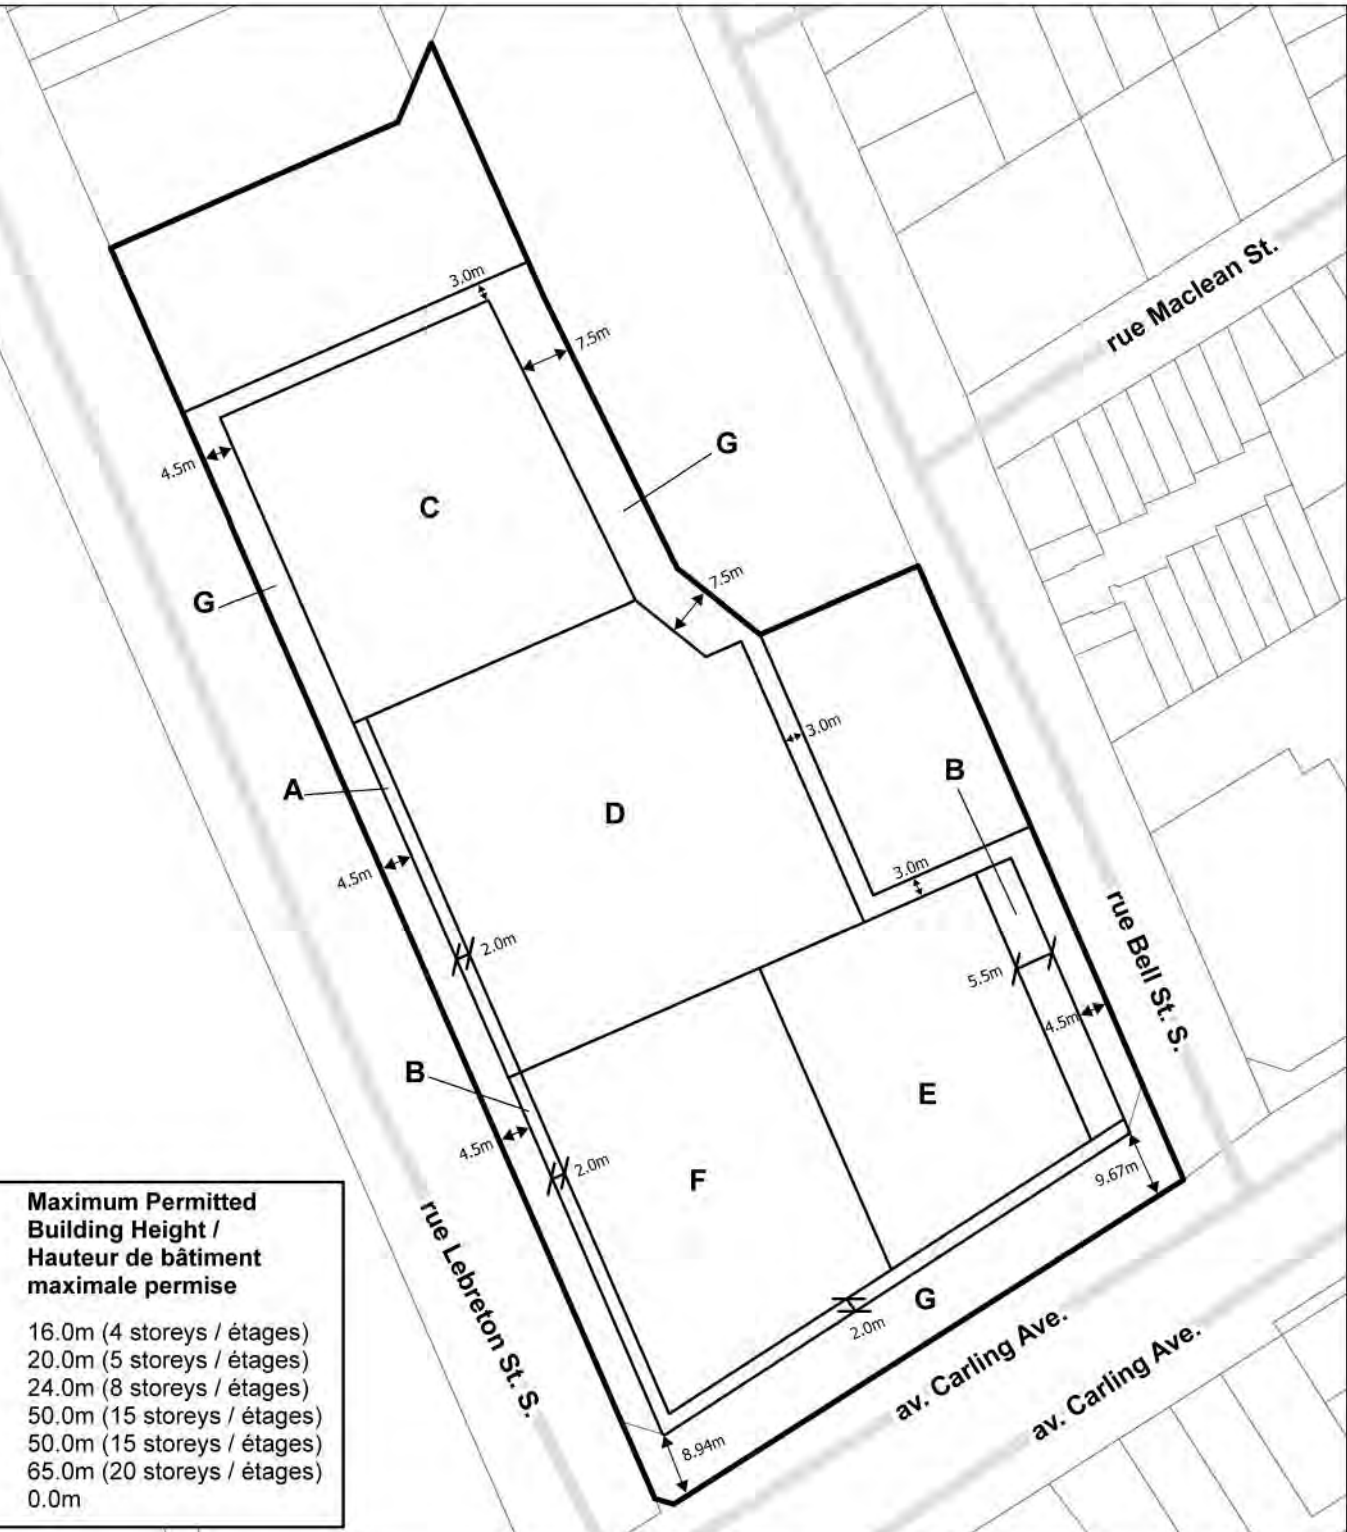 3.0m
7.5m
G
4.5m
C
rue Maclean St.
7.5m
G
3.0m
B
A
D
4.5m
3.0m
2.0m
5.5m
4.5m
rue Bell St. S.
B
E
4.5m
2.0m
F
9.67m
G
2.0m
8.94m
rue Lebreton St. S.
av. Carling Ave.
av. Carling Ave.
Maximum Permitted
Building Height /
Hauteur de bâtiment
maximale permise
16.0m (4 storeys / étages)
20.0m (5 storeys / étages)
24.0m (8 storeys / étages)
50.0m (15 storeys / étages)
50.0m (15 storeys / étages)
65.0m (20 storeys / étages)
0.0m